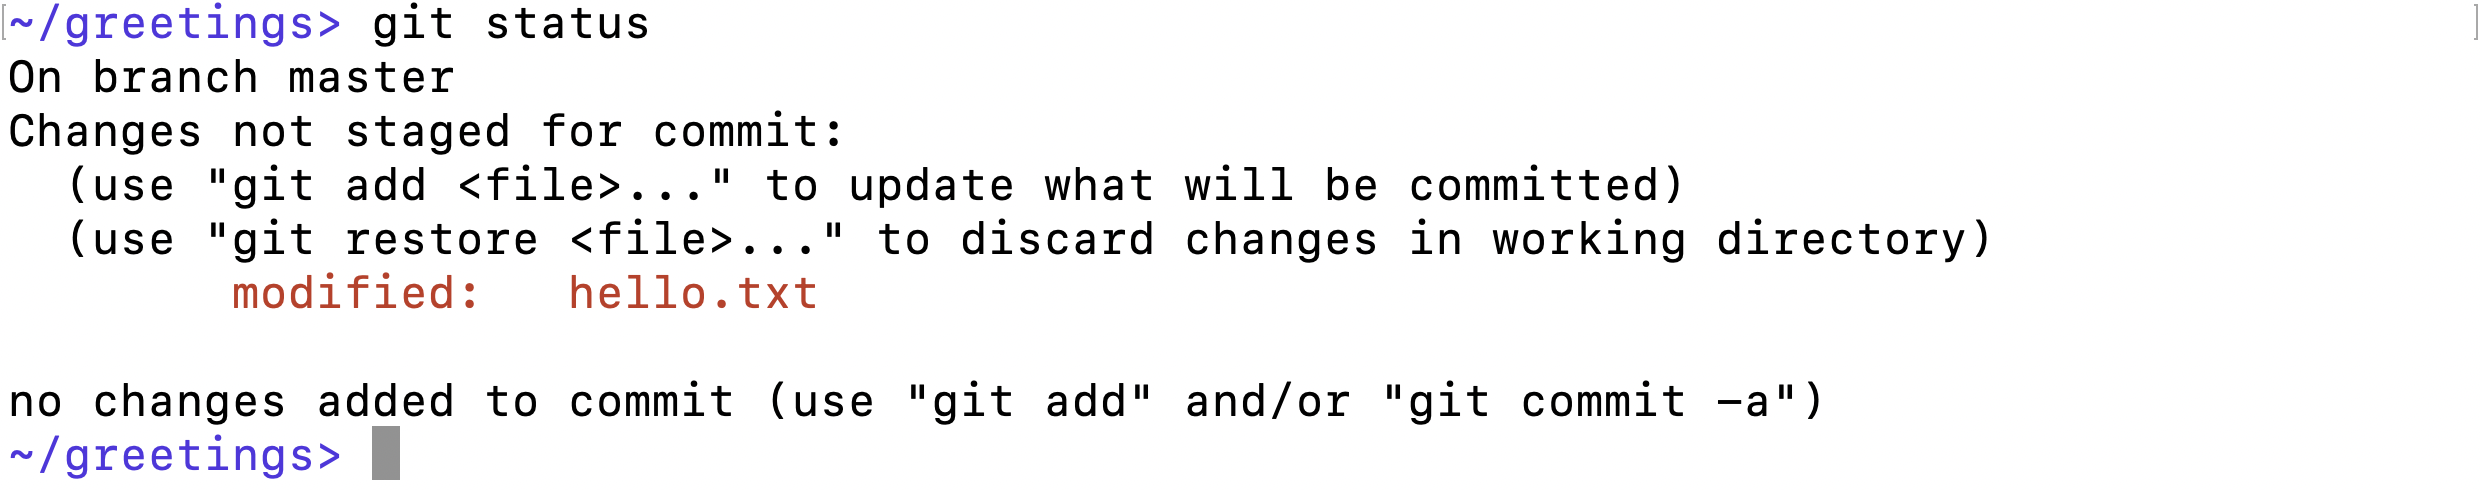 ~/greetings> git status
On branch master
Changes not staged for commit:
  (use "git add <file>..." to update what will be committed)
  (use "git restore <file>..." to discard changes in working directory)
        modified:   hello.txt

no changes added to commit (use "git add" and/or "git commit -a")
~/greetings>